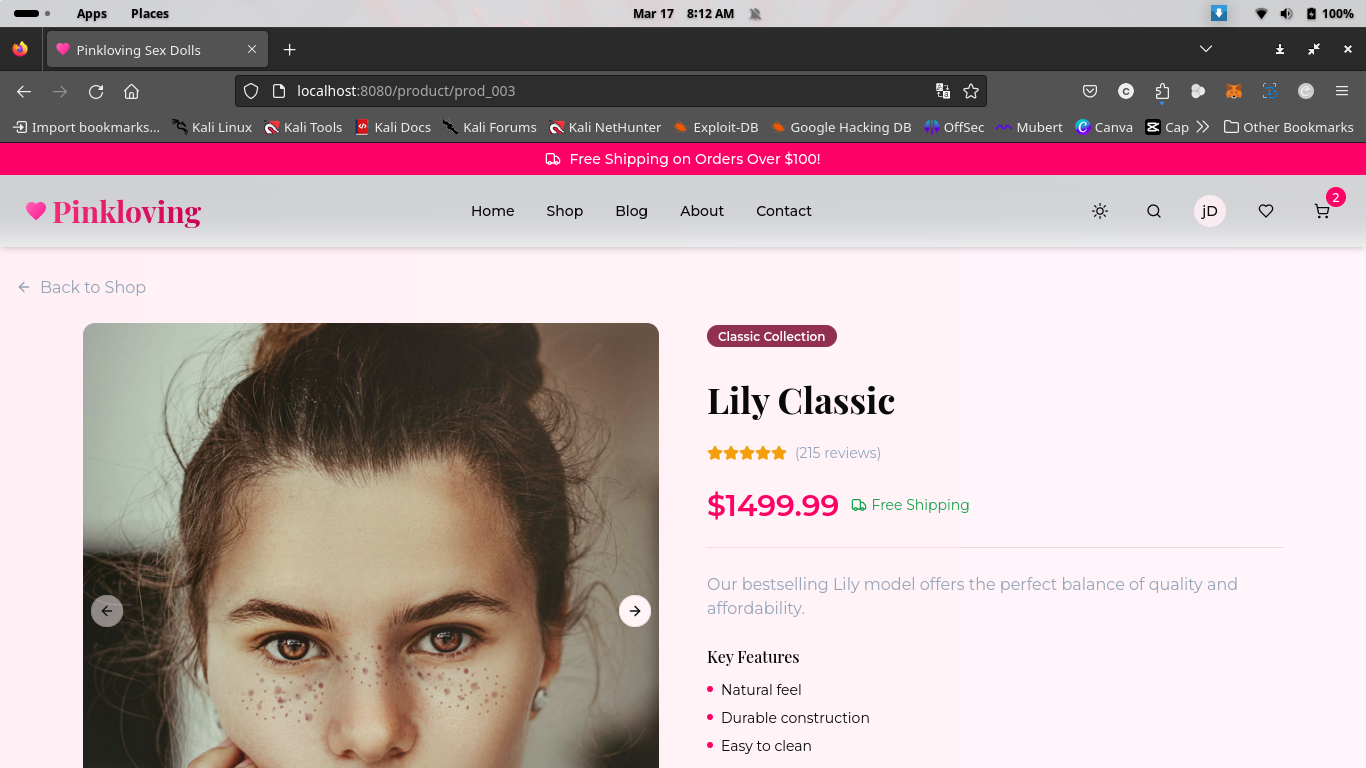 Apps Places Mar 17 8:12 AM 100%
Pinkloving Sex Dolls
localhost:8080/product/prod_003
Import bookmarks... Kali Linux Kali Tools Kali Docs Kali Forums Kali NetHunter Exploit-DB Google Hacking DB OffSec Mubert Canva Cap Other Bookmarks
Free Shipping on Orders Over $100!
Pinkloving Home Shop Blog About Contact jD 2
Back to Shop
Classic Collection
Lily Classic
(215 reviews)
$1499.99 Free Shipping
Our bestselling Lily model offers the perfect balance of quality and
affordability.
Key Features
Natural feel
Durable construction
Easy to clean